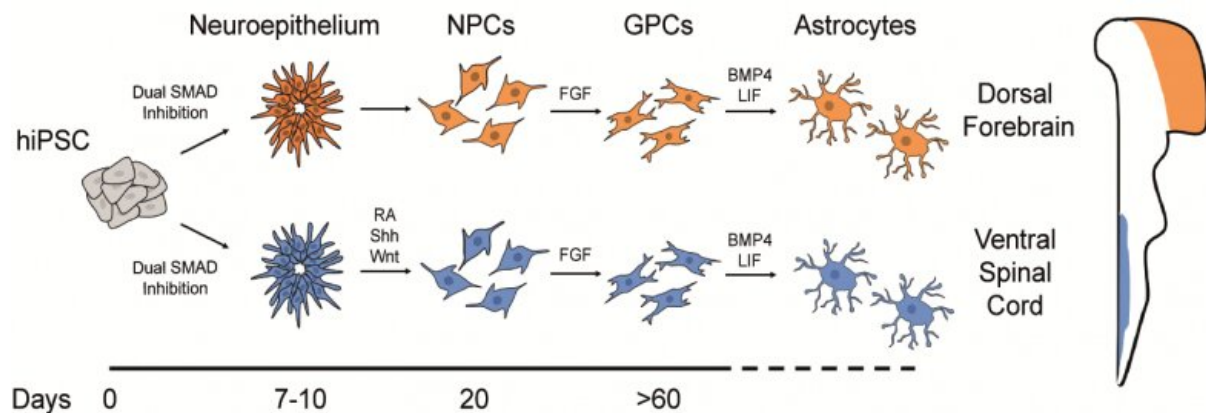 Neuroepithelium NPCs GPCs Astrocytes
Dual SMAD
Inhibition
FGF
BMP4
LIF
Dorsal
Forebrain
hiPSC
Dual SMAD
Inhibition
RA
Shh
Wnt
FGF
BMP4
LIF
Ventral
Spinal
Cord
Days 0 7-10 20 >60